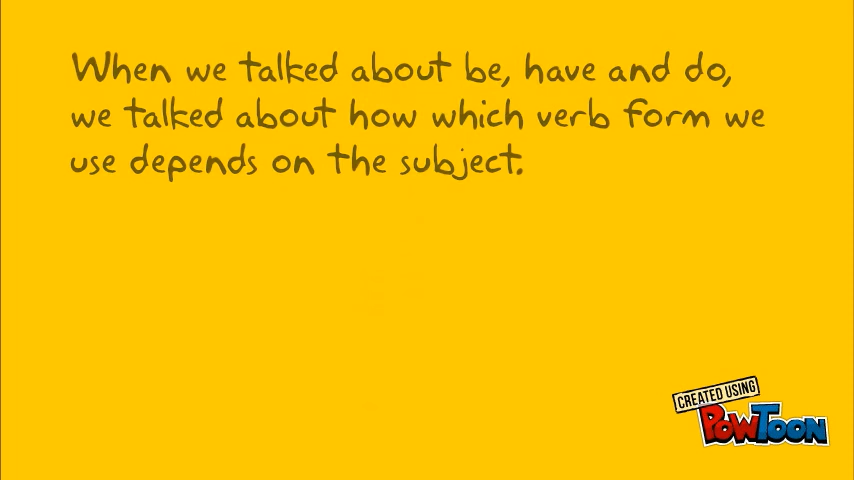 When we talked about be, have and do,
we talked about how which verb form we
use depends on the subject.
CREATED USING
POWTOON